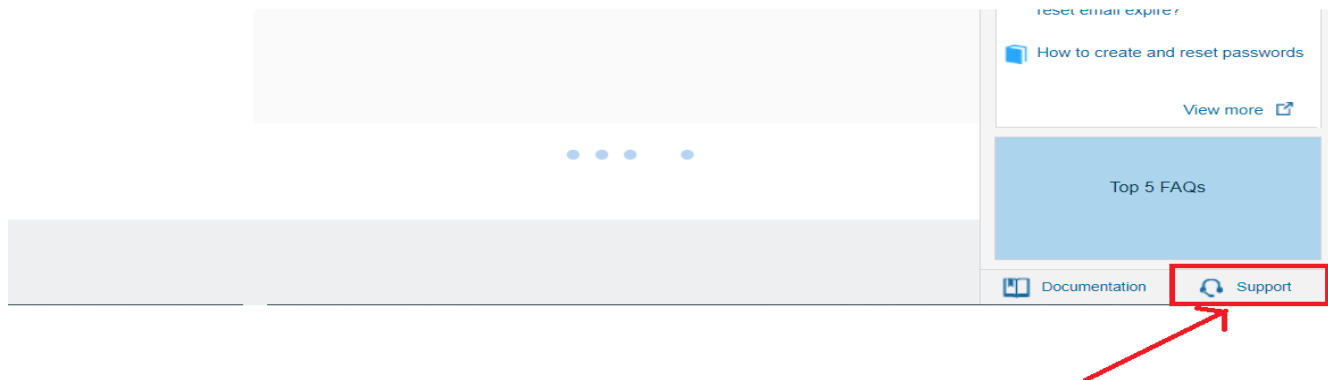 reset email expire?
How to create and reset passwords
View more
Top 5 FAQs
Documentation
Support